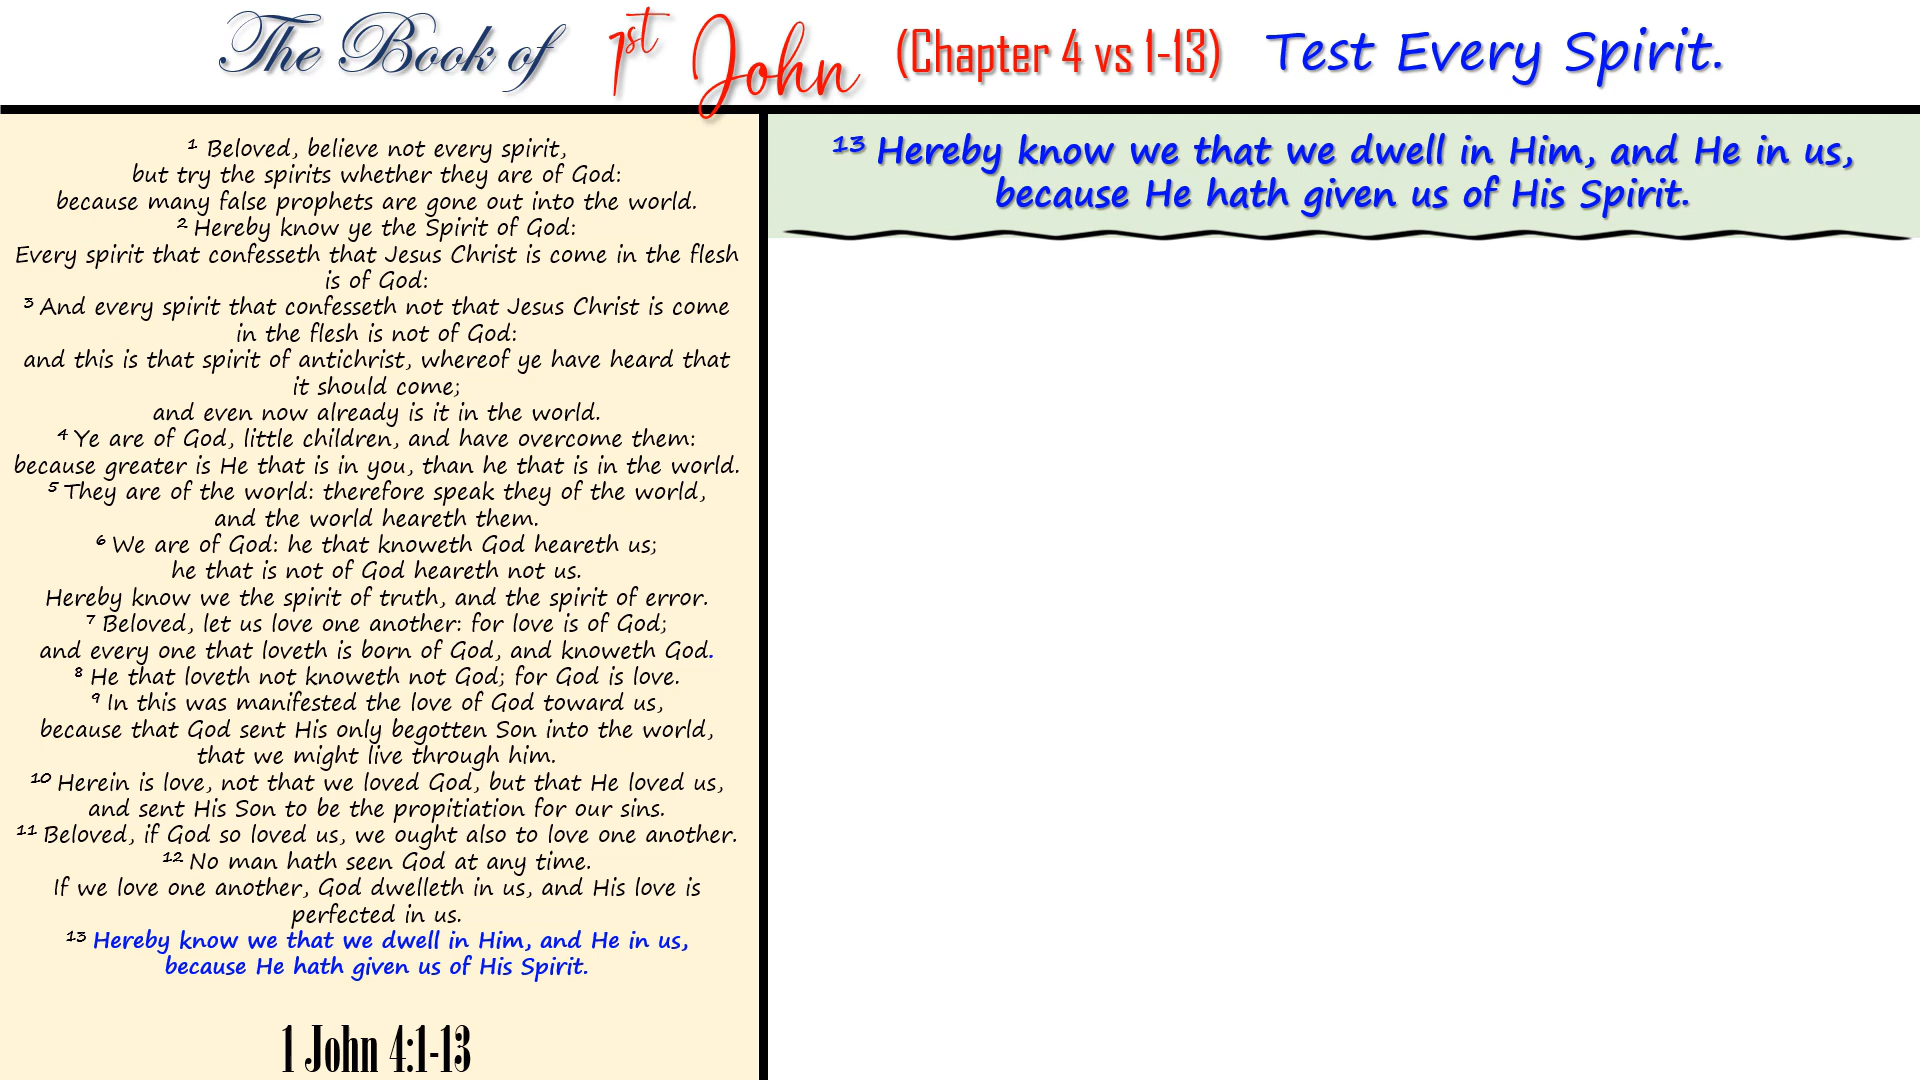 The Book of 1st John (Chapter 4 vs 1-13) Test Every Spirit.
1 Beloved, believe not every spirit,
but try the spirits whether they are of God:
because many false prophets are gone out into the world.
2 Hereby know ye the Spirit of God:
Every spirit that confesseth that Jesus Christ is come in the flesh
is of God:
3 And every spirit that confesseth not that Jesus Christ is come
in the flesh is not of God:
and this is that spirit of antichrist, whereof ye have heard that
it should come;
and even now already is it in the world.
4 Ye are of God, little children, and have overcome them:
because greater is He that is in you, than he that is in the world.
5 They are of the world: therefore speak they of the world,
and the world heareth them.
6 We are of God: he that knoweth God heareth us;
he that is not of God heareth not us.
Hereby know we the spirit of truth, and the spirit of error.
7 Beloved, let us love one another: for love is of God;
and every one that loveth is born of God, and knoweth God.
8 He that loveth not knoweth not God; for God is love.
9 In this was manifested the love of God toward us,
because that God sent His only begotten Son into the world,
that we might live through him.
10 Herein is love, not that we loved God, but that He loved us,
and sent His Son to be the propitiation for our sins.
11 Beloved, if God so loved us, we ought also to love one another.
12 No man hath seen God at any time.
If we love one another, God dwelleth in us, and His love is
perfected in us.
13 Hereby know we that we dwell in Him, and He in us,
because He hath given us of His Spirit.
1 John 4:1-13
13 Hereby know we that we dwell in Him, and He in us,
because He hath given us of His Spirit.